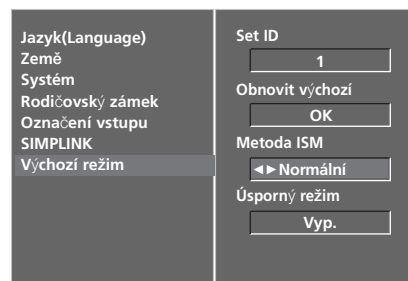 Jazyk(Language)
Země
Systém
Rodičovský zámek
Označení vstupu
SIMPLINK
Výchozí režim
Set ID
1
Obnovit výchozí
OK
Metoda ISM
◄► Normální
Úsporný režim
Vyp.